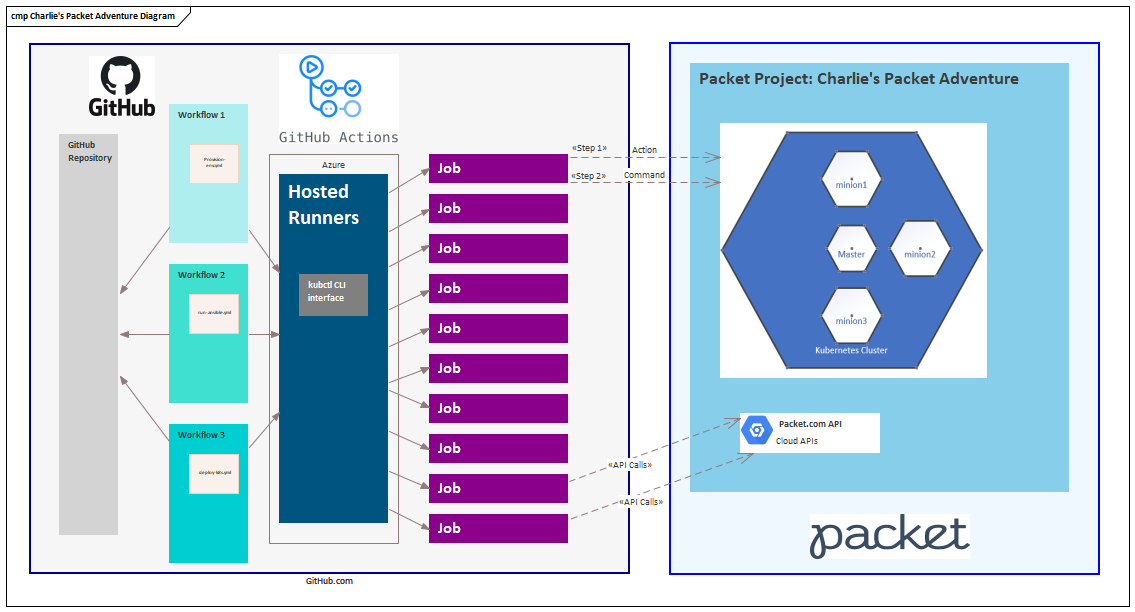 cmp Charlie's Packet Adventure Diagram
GitHub
GitHub Actions
GitHub
Repository
Workflow 1
Provision-
env.yml
Workflow 2
run-ansible.yml
Workflow 3
deploy-k8s.yml
Azure
Hosted
Runners
kubctl CLI
interface
Job
Job
Job
Job
Job
Job
Job
Job
Job
Job
«Step 1»
Action
«Step 2»
Command
«API Calls»
«API Calls»
GitHub.com
Packet Project: Charlie's Packet Adventure
minion1
Master
minion2
minion3
Kubernetes Cluster
Packet.com API
Cloud APIs
packet